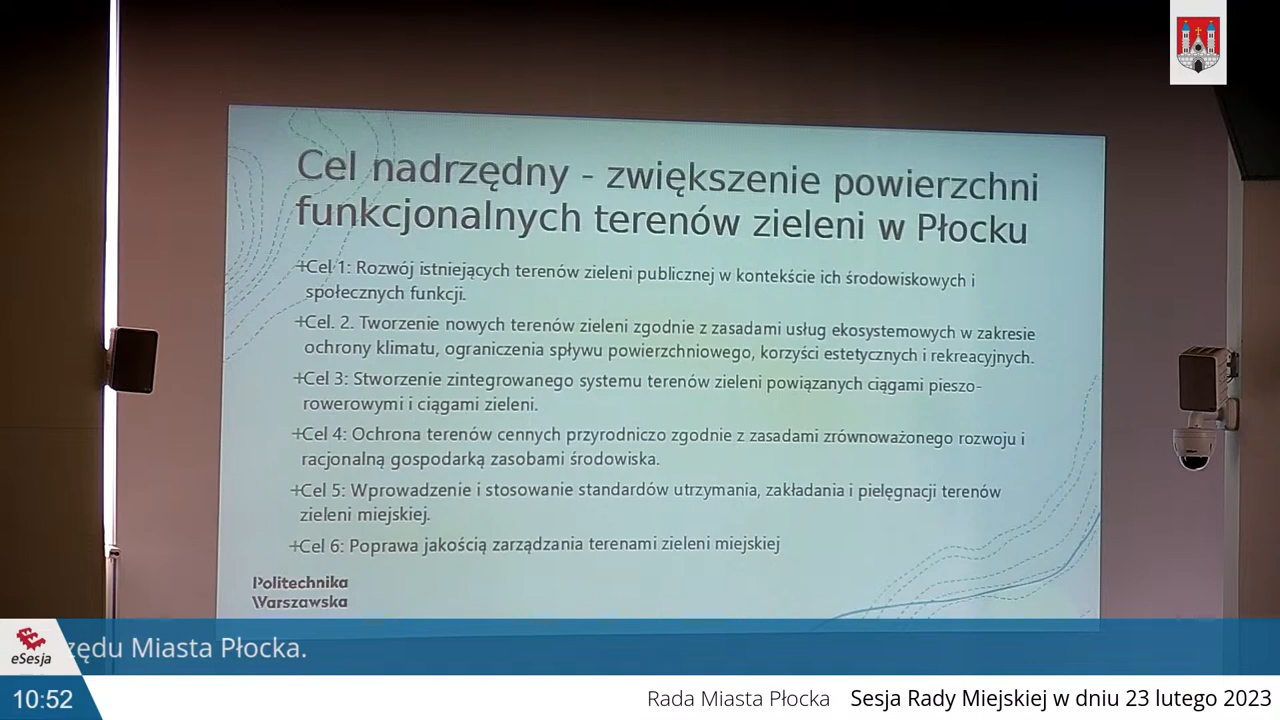 Cel nadrzędny - zwiększenie powierzchni
funkcjonalnych terenów zieleni w Płocku
+Cel 1: Rozwój istniejących terenów zieleni publicznej w kontekście ich środowiskowych i
społecznych funkcji.
+Cel. 2. Tworzenie nowych terenów zieleni zgodnie z zasadami usług ekosystemowych w zakresie
ochrony klimatu, ograniczenia spływu powierzchniowego, korzyści estetycznych i rekreacyjnych.
+Cel 3: Stworzenie zintegrowanego systemu terenów zieleni powiązanych ciągami pieszo-
rowerowymi i ciągami zieleni.
+Cel 4: Ochrona terenów cennych przyrodniczo zgodnie z zasadami zrównoważonego rozwoju i
racjonalną gospodarką zasobami środowiska.
+Cel 5: Wprowadzenie i stosowanie standardów utrzymania, zakładania i pielęgnacji terenów
zieleni miejskiej.
+Cel 6: Poprawa jakością zarządzania terenami zieleni miejskiej
Politechnika
Warszawska
zędu Miasta Płocka.
eSesja
10:52
Rada Miasta Płocka Sesja Rady Miejskiej w dniu 23 lutego 2023